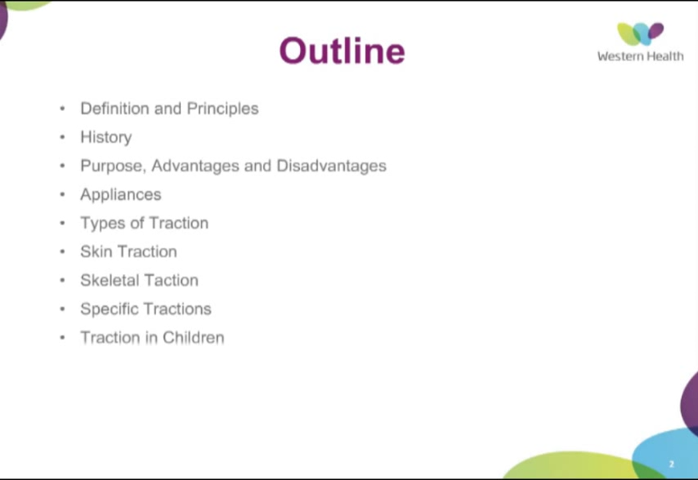 Outline
Western Health
• Definition and Principles
• History
• Purpose, Advantages and Disadvantages
• Appliances
• Types of Traction
• Skin Traction
• Skeletal Taction
• Specific Tractions
• Traction in Children
2